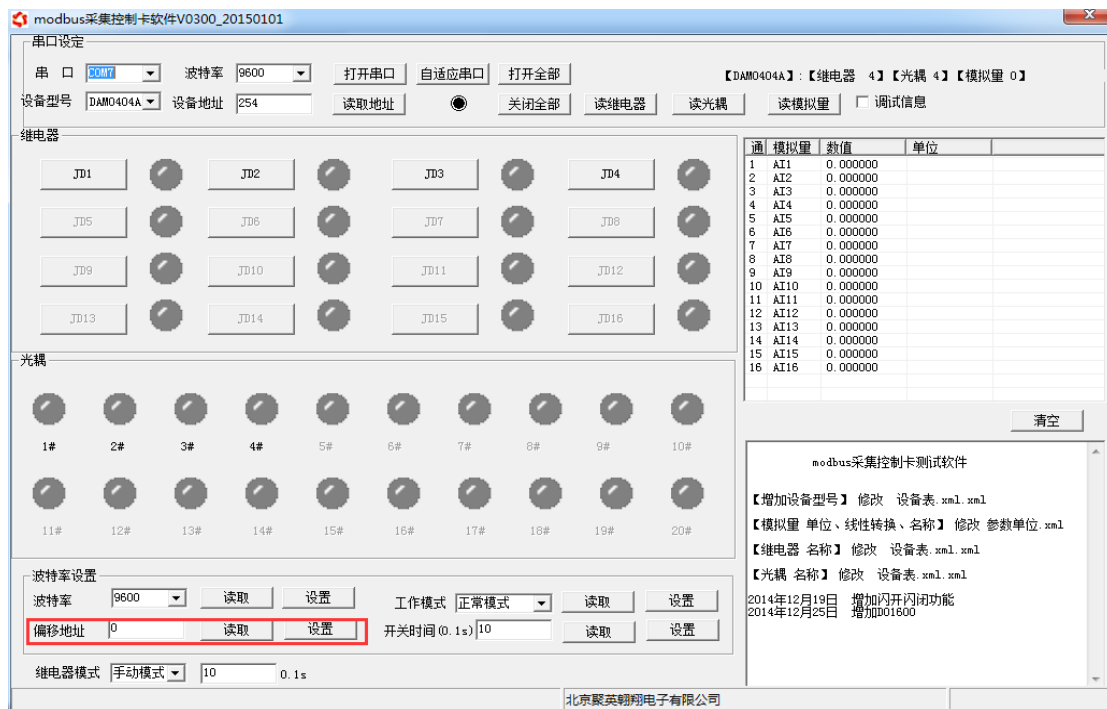 modbus采集控制卡软件V0300_20150101
串口设定
串 口 COM7 波特率 9600 打开串口 自适应串口 打开全部 【DAM0404A】:【继电器 4】【光耦 4】【模拟量 0】
设备型号 DAM0404A 设备地址 254 读取地址 关闭全部 读继电器 读光耦 读模拟量 调试信息
继电器
JD1 JD2 JD3 JD4
JD5 JD6 JD7 JD8
JD9 JD10 JD11 JD12
JD13 JD14 JD15 JD16
通 模拟量 数值 单位
1 AI1 0.000000
2 AI2 0.000000
3 AI3 0.000000
4 AI4 0.000000
5 AI5 0.000000
6 AI6 0.000000
7 AI7 0.000000
8 AI8 0.000000
9 AI9 0.000000
10 AI10 0.000000
11 AI11 0.000000
12 AI12 0.000000
13 AI13 0.000000
14 AI14 0.000000
15 AI15 0.000000
16 AI16 0.000000
清空
光耦
1# 2# 3# 4# 5# 6# 7# 8# 9# 10#
11# 12# 13# 14# 15# 16# 17# 18# 19# 20#
modbus采集控制卡测试软件
【增加设备型号】 修改 设备表.xml.xml
【模拟量 单位、线性转换、名称】 修改 参数单位.xml
【继电器 名称】 修改 设备表.xml.xml
【光耦 名称】 修改 设备表.xml.xml
2014年12月19日 增加闪开闪闭功能
2014年12月25日 增加DO1600
波特率设置
波特率 9600 读取 设置 工作模式 正常模式 读取 设置
偏移地址 0 读取 设置 开关时间(0.1s) 10 读取 设置
继电器模式 手动模式 10 0.1s
北京聚英翱翔电子有限公司